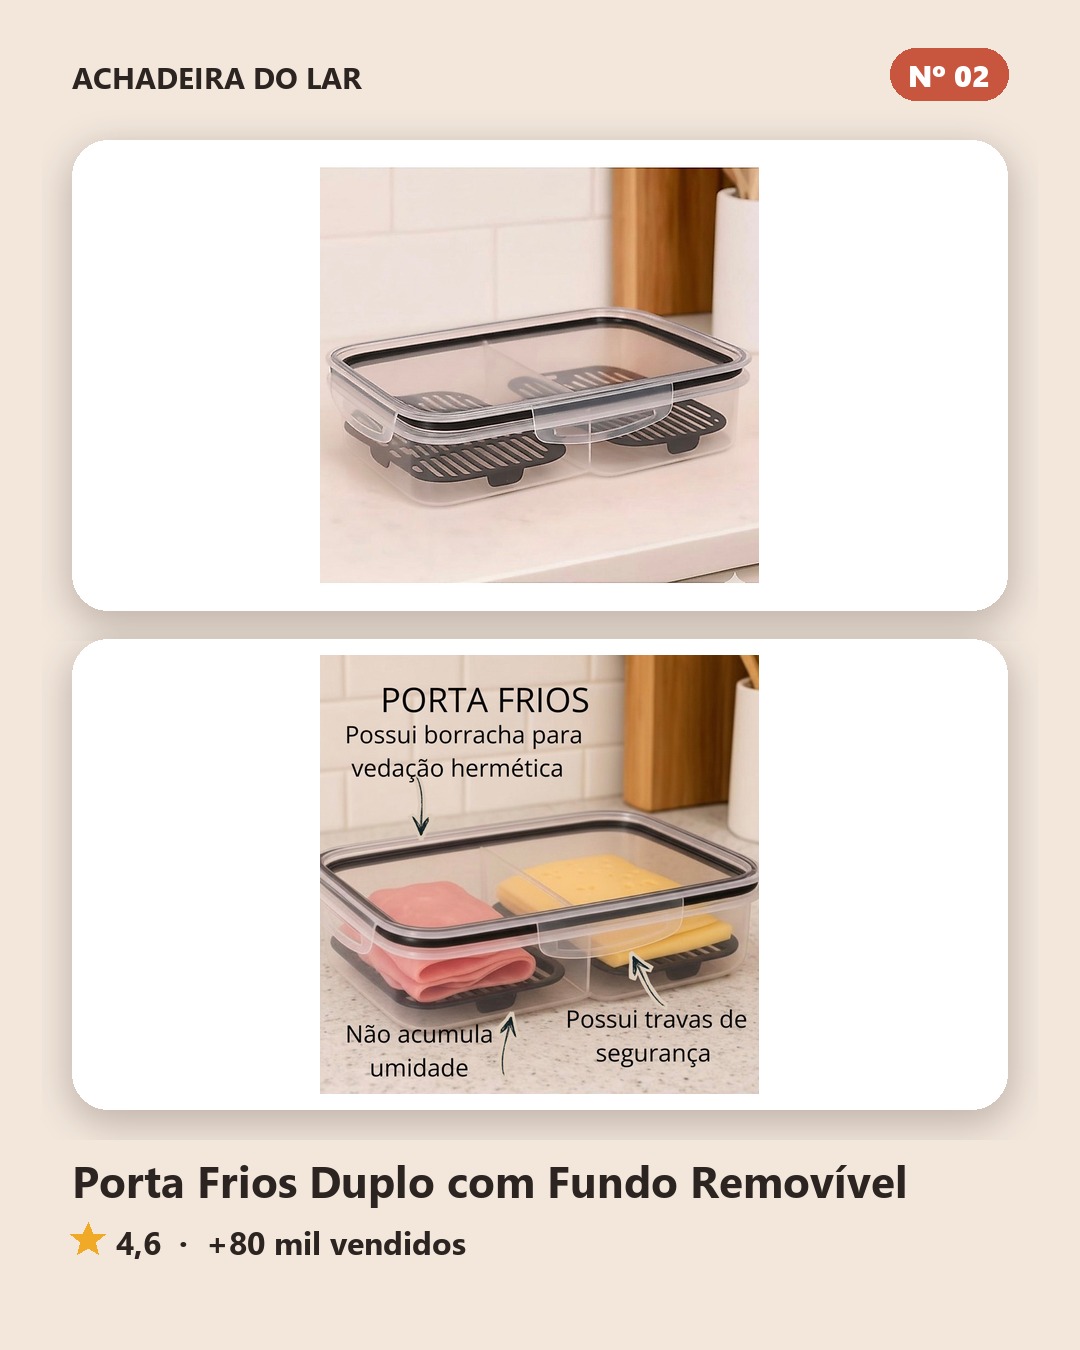 ACHADEIRA DO LAR
Nº 02
PORTA FRIOS
Possui borracha para
vedação hermética
Não acumula
umidade
Possui travas de
segurança
Porta Frios Duplo com Fundo Removível
4,6 · +80 mil vendidos